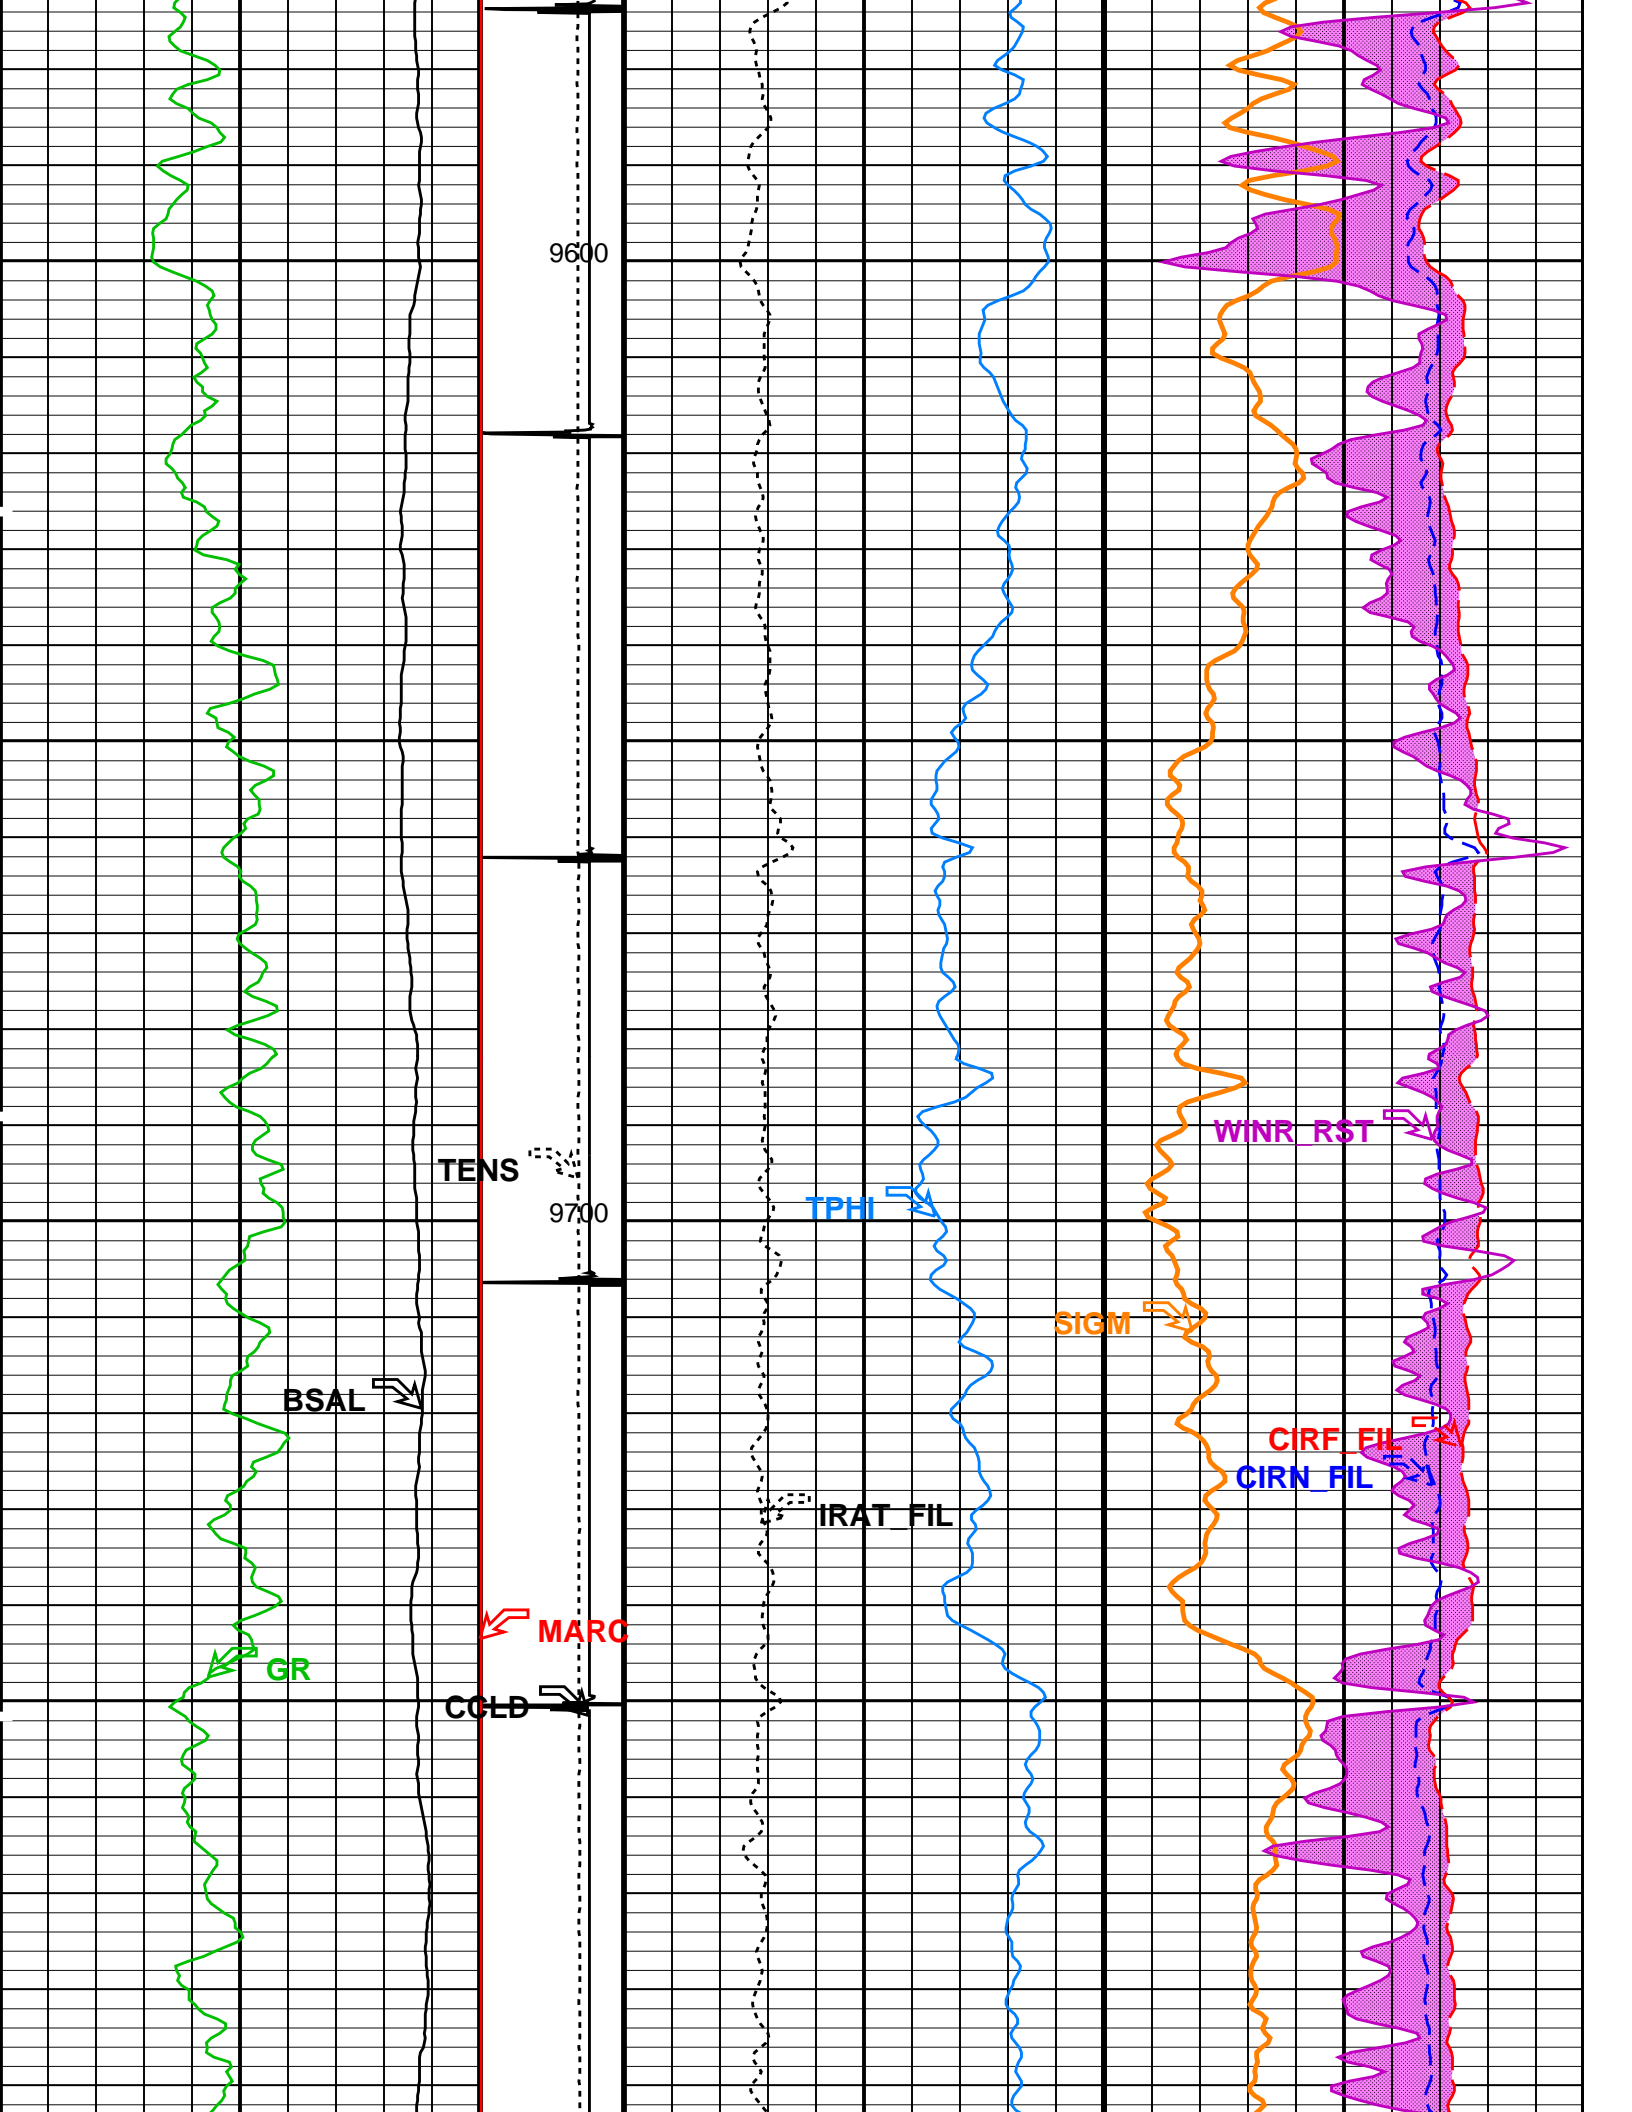 9600
WINR_RST
TENS
9700
TPHI
SIGM
BSAL
CIRF_FIL
CIRN_FIL
IRAT_FIL
MARC
GR
CCLD